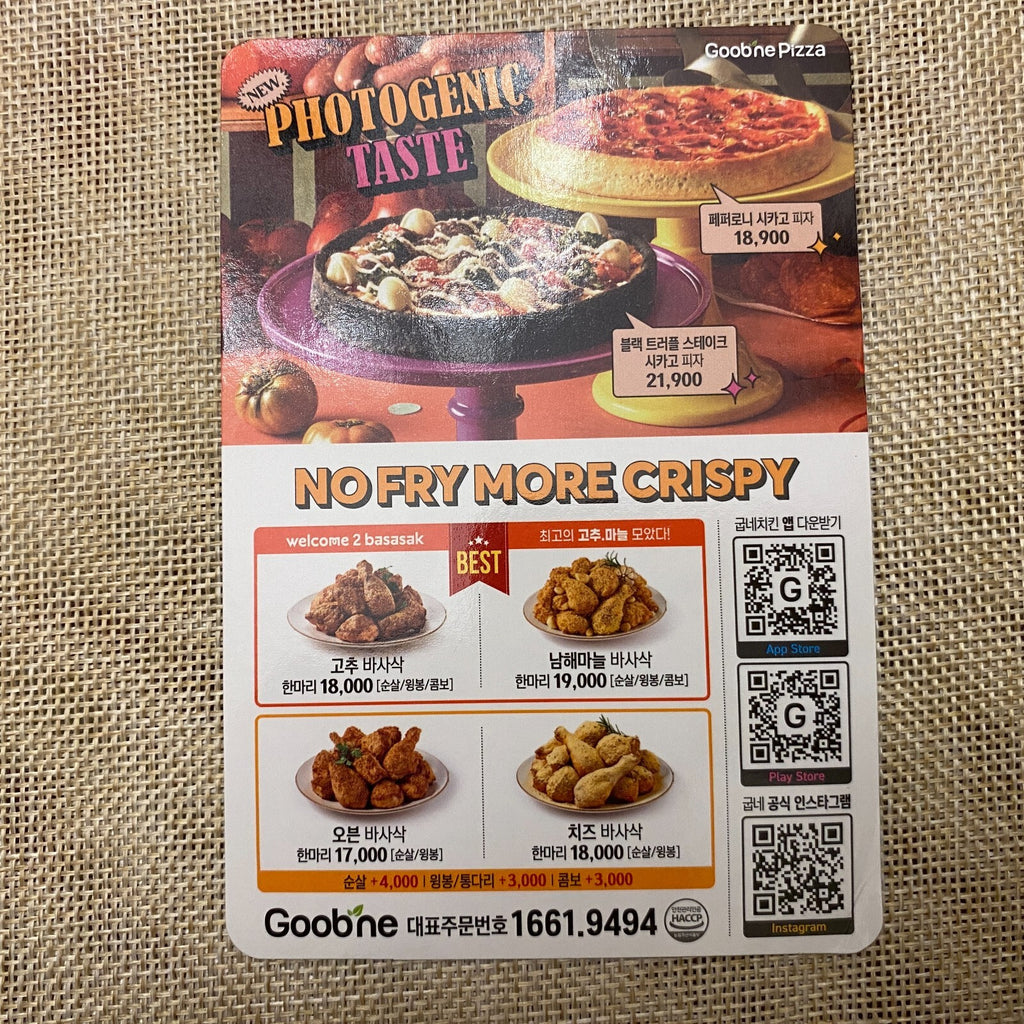 Goobne Pizza
NEW
PHOTOGENIC
TASTE
페퍼로니 시카고 피자
18,900
블랙 트러플 스테이크
시카고 피자
21,900
NO FRY MORE CRISPY
welcome 2 basasak
BEST
최고의 고추.마늘 모았다!
고추 바사삭
한마리 18,000 [순살/윙봉/콤보]
남해마늘 바사삭
한마리 19,000 [순살/윙봉/콤보]
오븐 바사삭
한마리 17,000 [순살/윙봉]
치즈 바사삭
한마리 18,000 [순살/윙봉]
순살 +4,000 | 윙봉/통다리 +3,000 | 콤보 +3,000
굽네치킨 앱 다운받기
G
App Store
G
Play Store
굽네 공식 인스타그램
Instagram
Goobne 대표주문번호 1661.9494
안전관리인증
HACCP